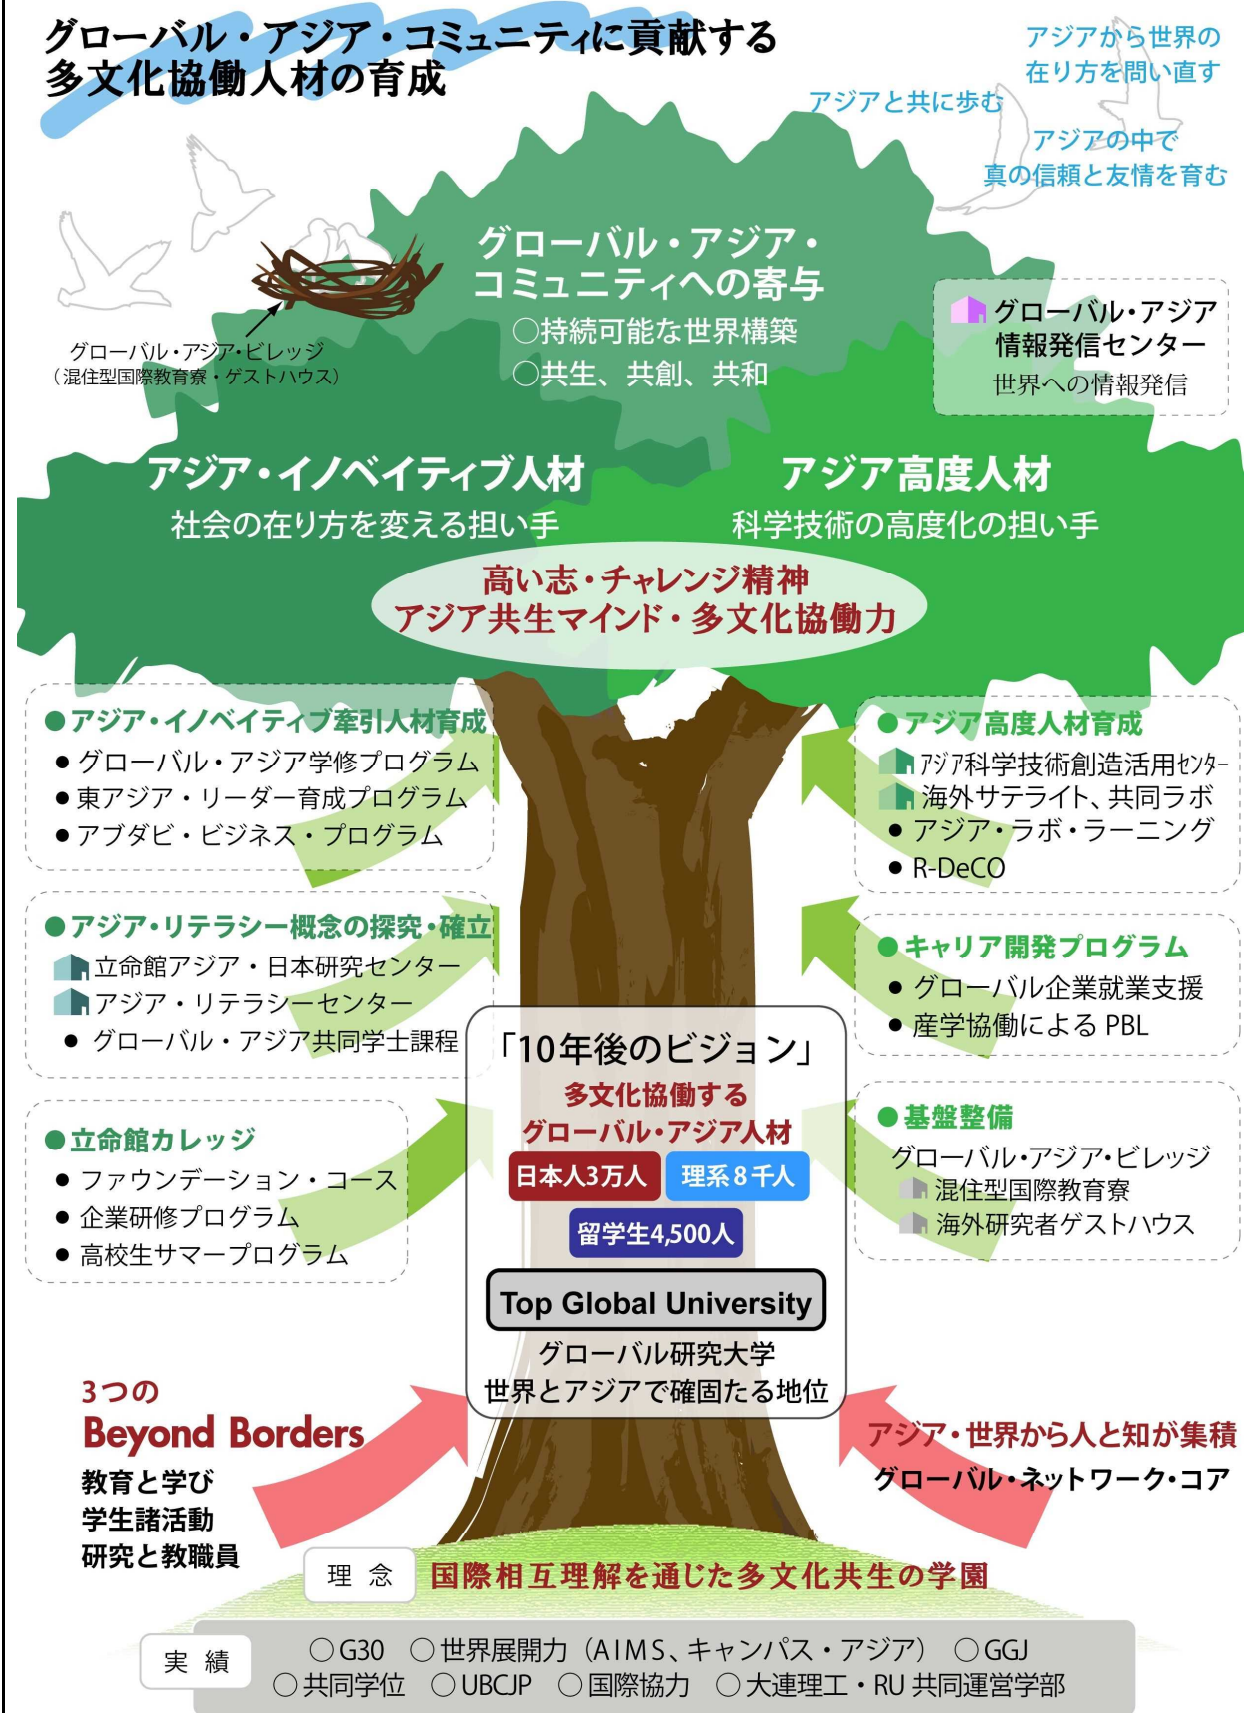 グローバル・アジア・コミュニティに貢献する
多文化協働人材の育成
アジアから世界の
在り方を問い直す
アジアと共に歩む
アジアの中で
真の信頼と友情を育む
グローバル・アジア・
コミュニティへの寄与
○持続可能な世界構築
○共生、共創、共和
グローバル・アジア・ビレッジ
（混住型国際教育寮・ゲストハウス）
グローバル・アジア
情報発信センター
世界への情報発信
アジア・イノベイティブ人材
社会の在り方を変える担い手
アジア高度人材
科学技術の高度化の担い手
高い志・チャレンジ精神
アジア共生マインド・多文化協働力
●アジア・イノベイティブ牽引人材育成
● グローバル・アジア学修プログラム
● 東アジア・リーダー育成プログラム
● アブダビ・ビジネス・プログラム
●アジア・リテラシー概念の探究・確立
立命館アジア・日本研究センター
アジア・リテラシーセンター
● グローバル・アジア共同学士課程
●立命館カレッジ
● ファウンデーション・コース
● 企業研修プログラム
● 高校生サマープログラム
●アジア高度人材育成
アジア科学技術創造活用センター
海外サテライト、共同ラボ
● アジア・ラボ・ラーニング
● R-DeCO
●キャリア開発プログラム
● グローバル企業就業支援
● 産学協働による PBL
●基盤整備
グローバル・アジア・ビレッジ
混住型国際教育寮
海外研究者ゲストハウス
「10年後のビジョン」
多文化協働する
グローバル・アジア人材
日本人3万人 理系８千人
留学生4,500人
Top Global University
グローバル研究大学
世界とアジアで確固たる地位
3つの
Beyond Borders
教育と学び
学生諸活動
研究と教職員
アジア・世界から人と知が集積
グローバル・ネットワーク・コア
理 念 国際相互理解を通じた多文化共生の学園
実 績
○G30 ○世界展開力（AIMS、キャンパス・アジア） ○GGJ
○共同学位 ○UBCJP ○国際協力 ○大連理工・RU 共同運営学部